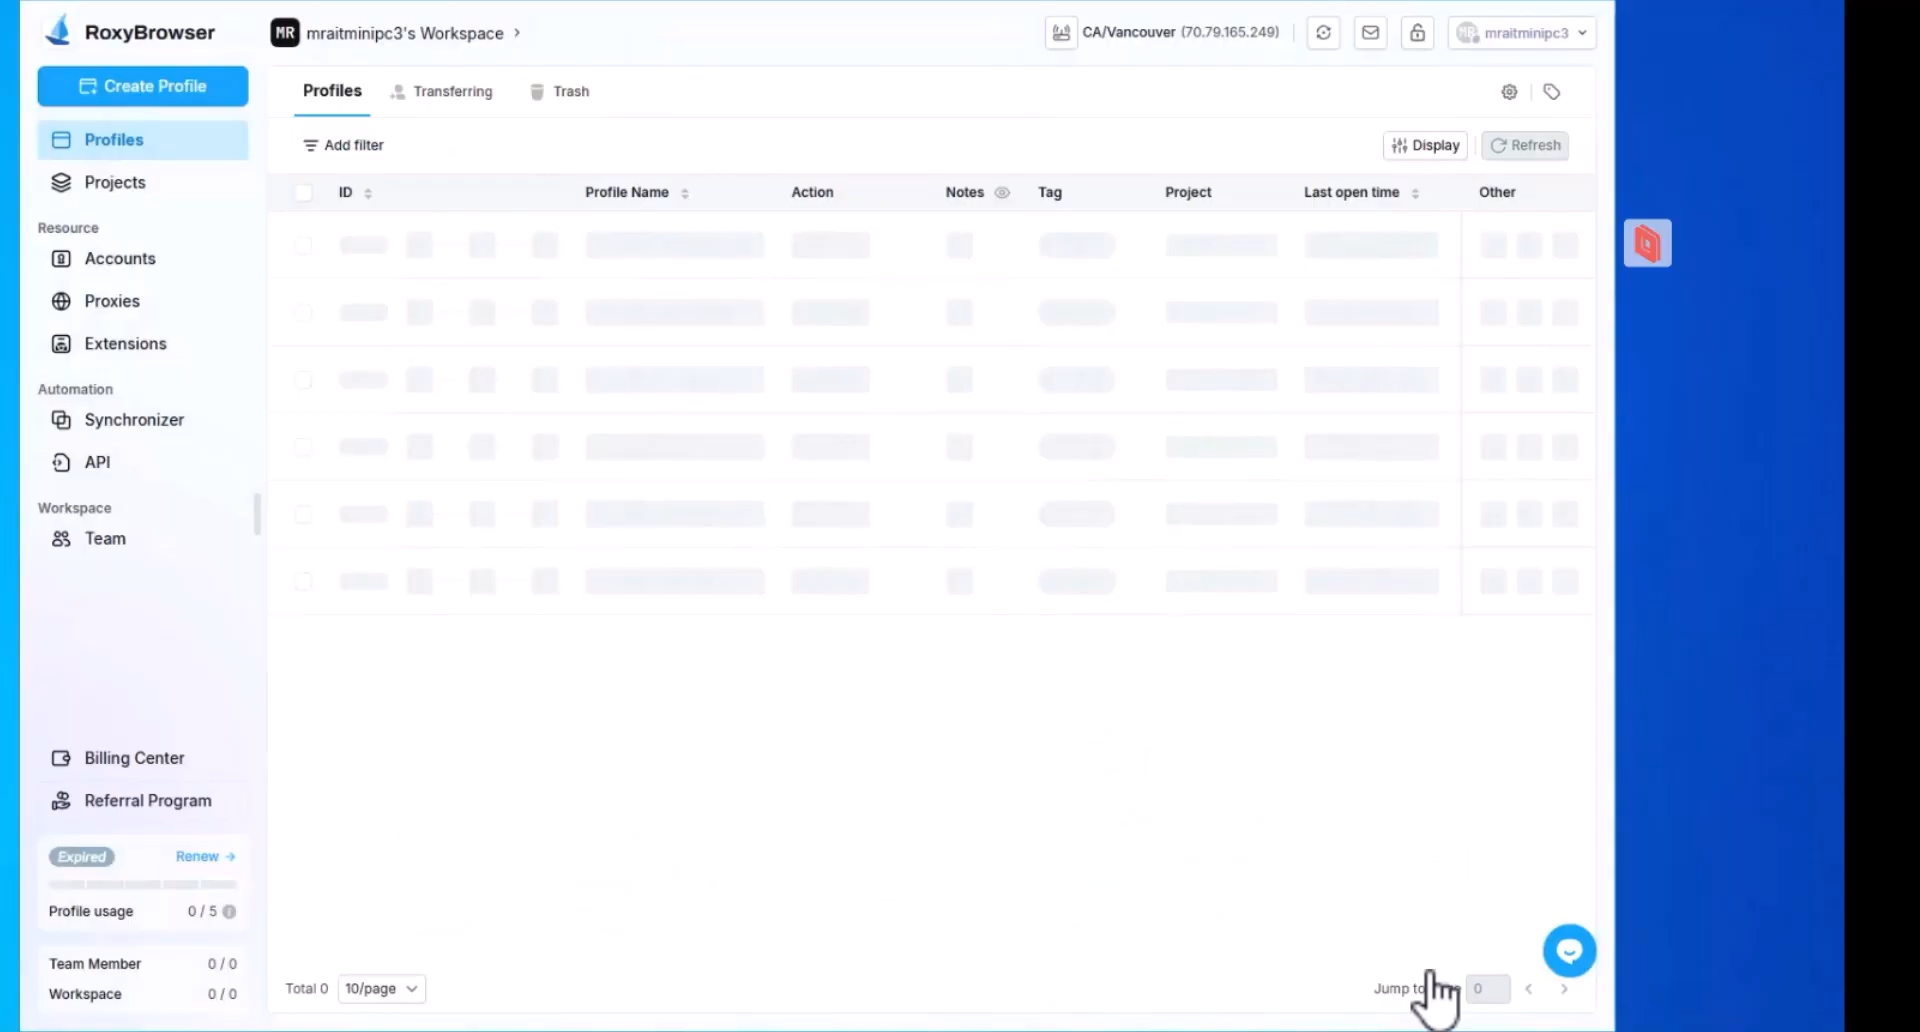 RoxyBrowser
MR mraitminipc3's Workspace
CA/Vancouver (70.79.165.249)
mraitminipc3
Create Profile
Profiles
Projects
Resource
Accounts
Proxies
Extensions
Automation
Synchronizer
API
Workspace
Team
Billing Center
Referral Program
Expired
Renew →
Profile usage 0 / 5
Team Member 0 / 0
Workspace 0 / 0
Profiles Transferring Trash
Add filter
Display Refresh
ID Profile Name Action Notes Tag Project Last open time Other
Total 0 10/page
Jump to 0